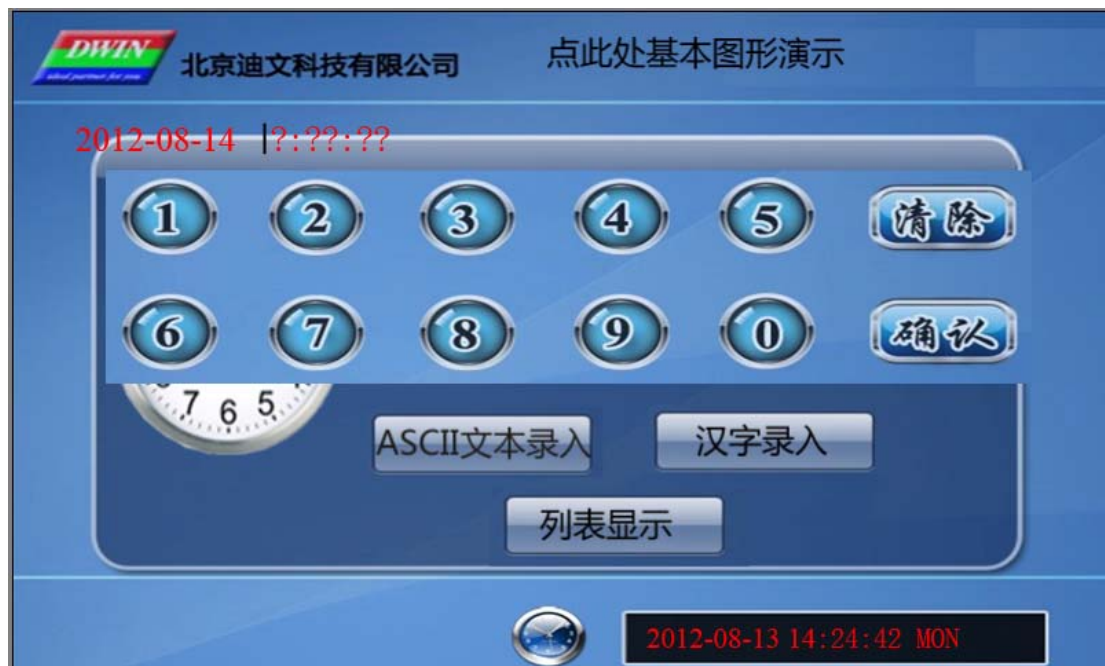 DWIN
北京迪文科技有限公司
点此处基本图形演示
2012-08-14 ?:??:??
1 2 3 4 5 清除
6 7 8 9 0 确认
7 6 5
ASCII文本录入 汉字录入
列表显示
2012-08-13 14:24:42 MON